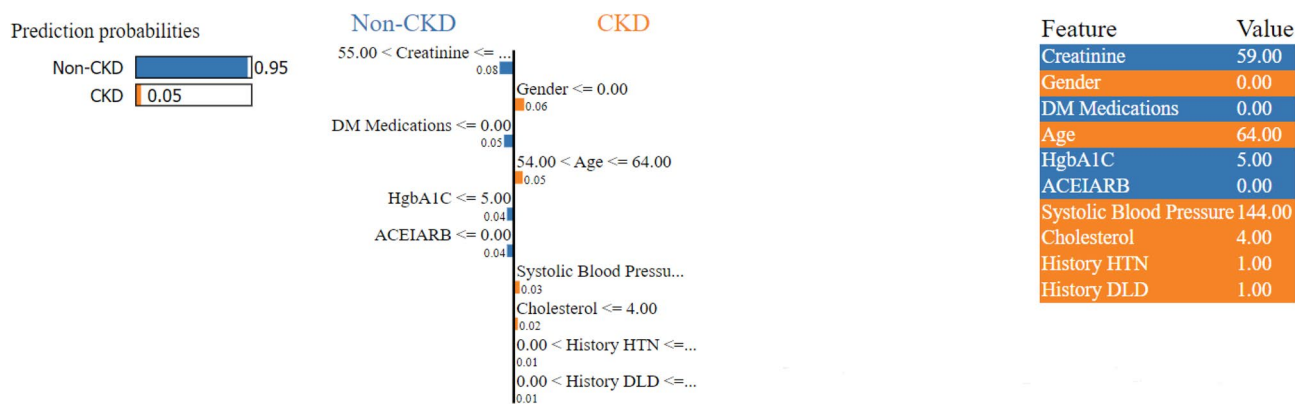 Prediction probabilities
Non-CKD 0.95
CKD 0.05
Non-CKD CKD
55.00 < Creatinine <= ...
0.08
Gender <= 0.00
0.06
DM Medications <= 0.00
0.05
54.00 < Age <= 64.00
0.05
HgbA1C <= 5.00
0.04
ACEIARB <= 0.00
0.04
Systolic Blood Pressu...
0.03
Cholesterol <= 4.00
0.02
0.00 < History HTN <=...
0.01
0.00 < History DLD <=...
0.01
Feature Value
Creatinine 59.00
Gender 0.00
DM Medications 0.00
Age 64.00
HgbA1C 5.00
ACEIARB 0.00
Systolic Blood Pressure 144.00
Cholesterol 4.00
History HTN 1.00
History DLD 1.00